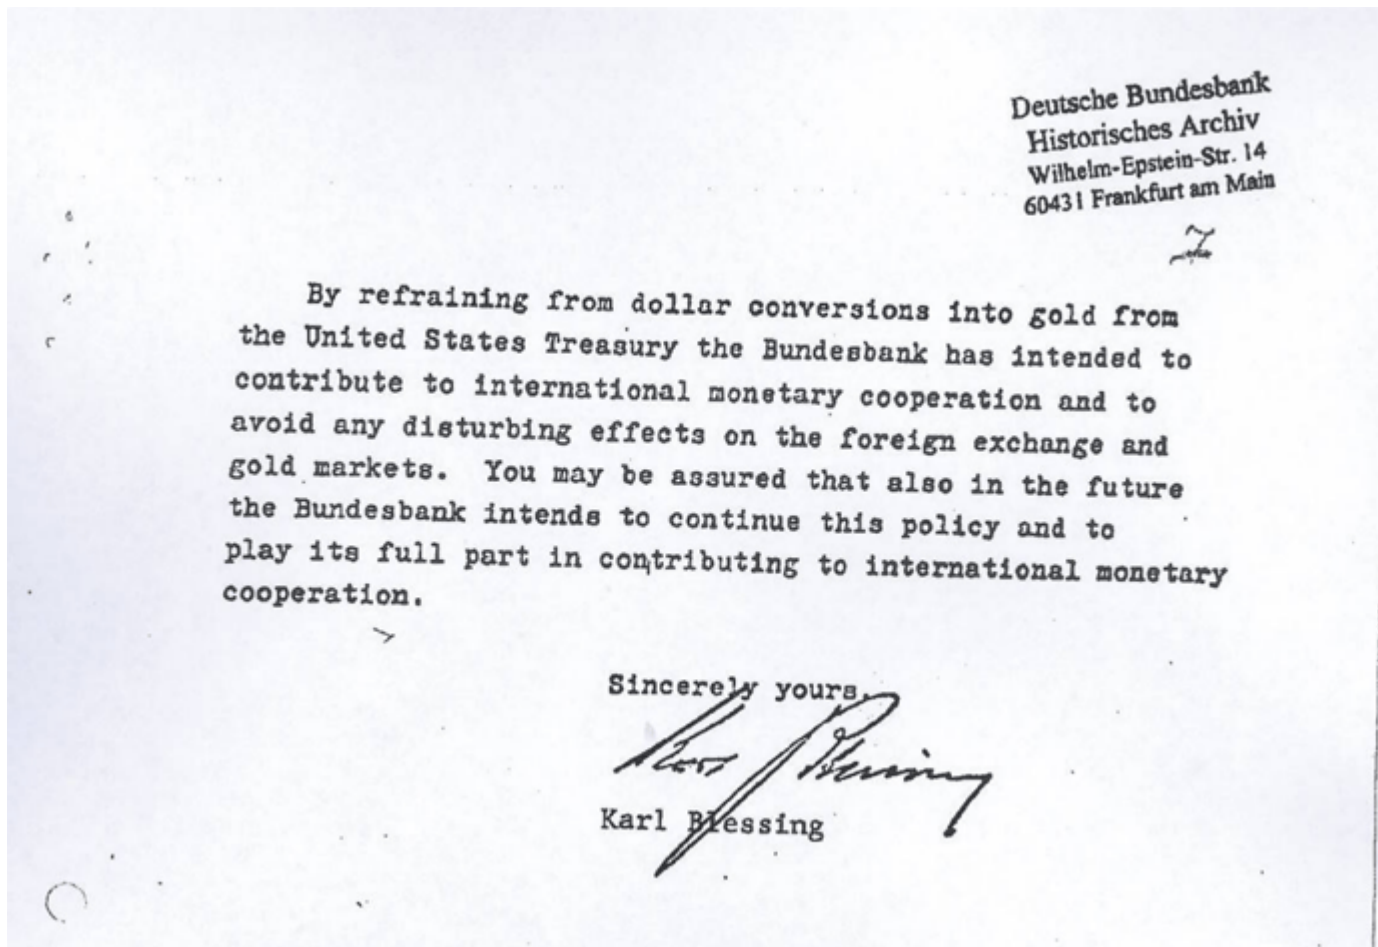 Deutsche Bundesbank
Historisches Archiv
Wilhelm-Epstein-Str. 14
60431 Frankfurt am Main
By refraining from dollar conversions into gold from
the United States Treasury the Bundesbank has intended to
contribute to international monetary cooperation and to
avoid any disturbing effects on the foreign exchange and
gold markets. You may be assured that also in the future
the Bundesbank intends to continue this policy and to
play its full part in contributing to international monetary
cooperation.
Sincerely yours,
Karl Blessing
Karl Blessing